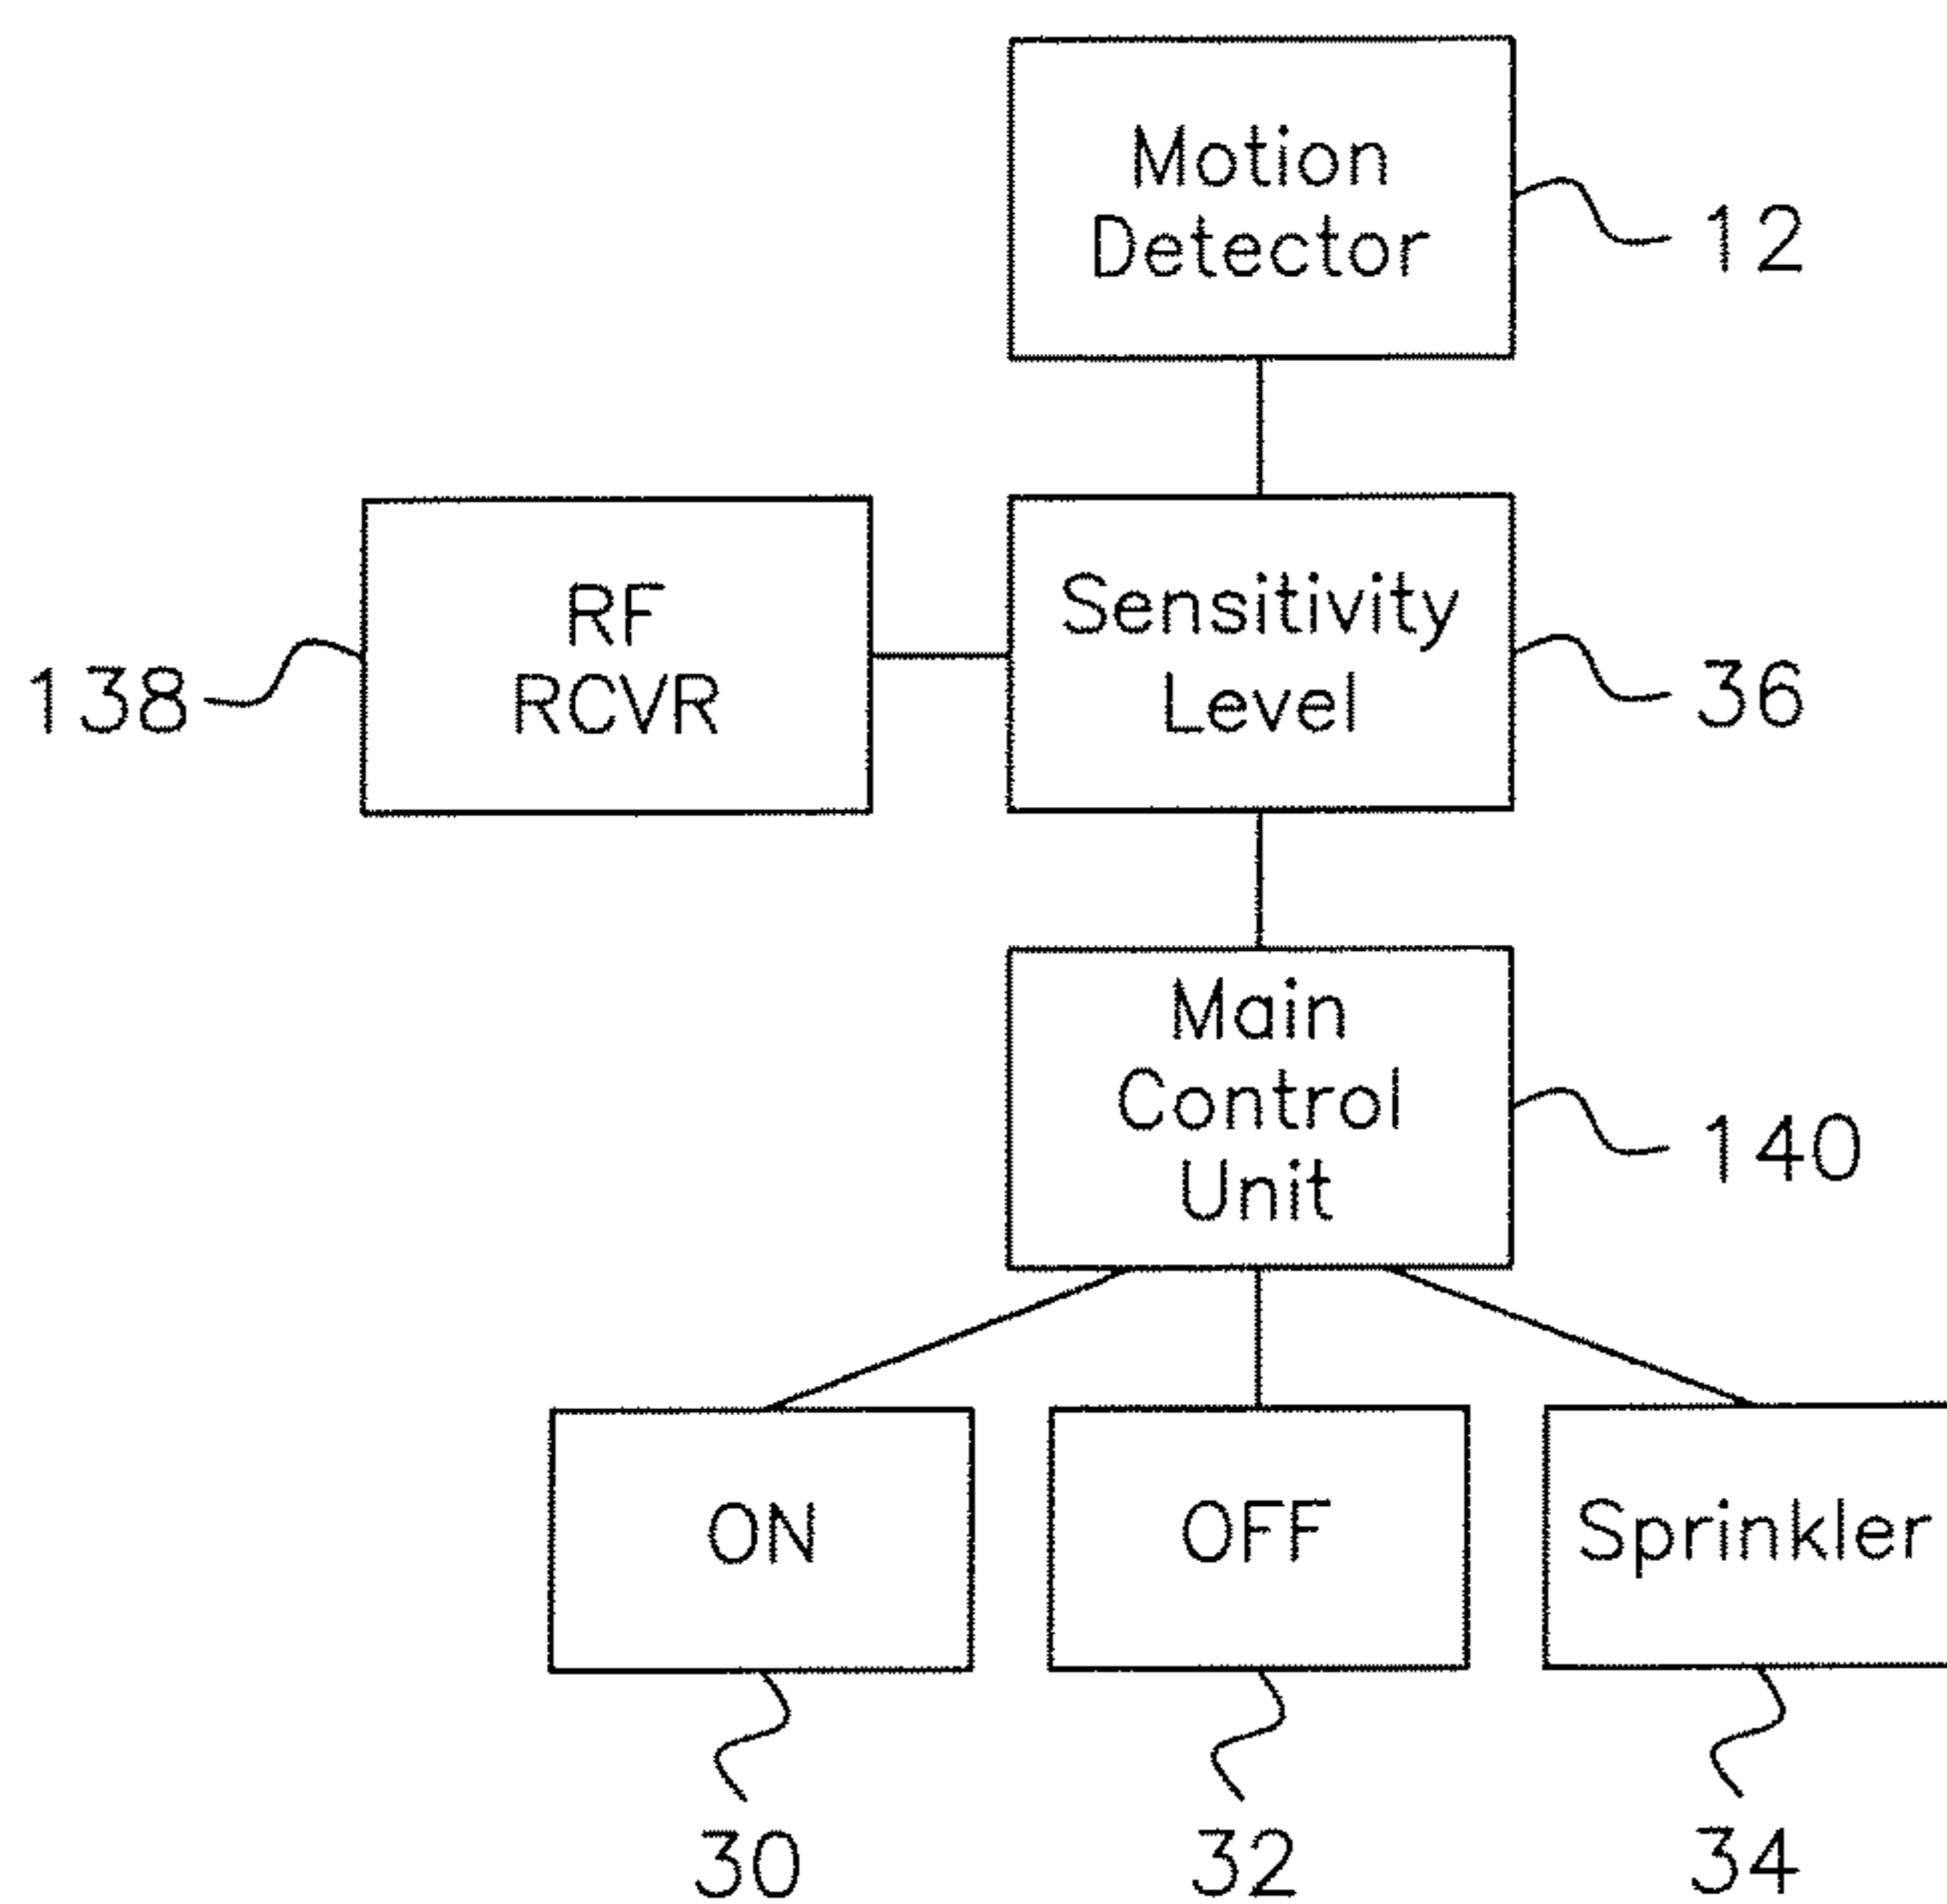 Motion
Detector
12
RF
RCVR
138
Sensitivity
Level
36
Main
Control
Unit
140
ON
OFF
Sprinkler
30
32
34